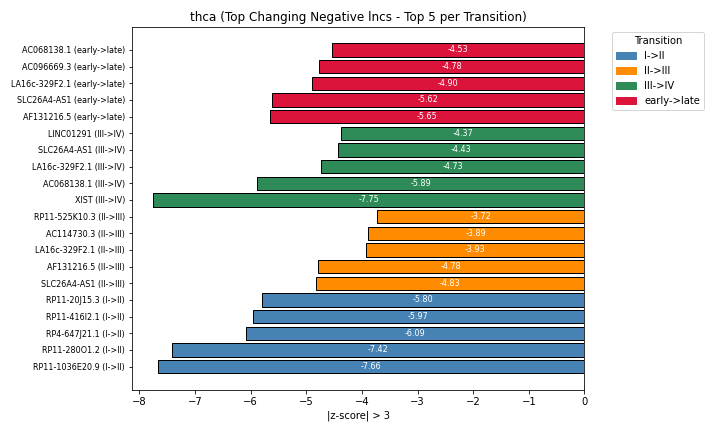 thca (Top Changing Negative lncs - Top 5 per Transition)
AC068138.1 (early->late) -4.53
AC096669.3 (early->late) -4.78
LA16c-329F2.1 (early->late) -4.90
SLC26A4-AS1 (early->late) -5.62
AF131216.5 (early->late) -5.65
LINC01291 (III->IV) -4.37
SLC26A4-AS1 (III->IV) -4.43
LA16c-329F2.1 (III->IV) -4.73
AC068138.1 (III->IV) -5.89
XIST (III->IV) -7.75
RP11-525K10.3 (II->III) -3.72
AC114730.3 (II->III) -3.89
LA16c-329F2.1 (II->III) -3.93
AF131216.5 (II->III) -4.78
SLC26A4-AS1 (II->III) -4.83
RP11-20J15.3 (I->II) -5.80
RP11-416I2.1 (I->II) -5.97
RP4-647J21.1 (I->II) -6.09
RP11-280O1.2 (I->II) -7.42
RP11-1036E20.9 (I->II) -7.66
−8 −7 −6 −5 −4 −3 −2 −1 0
|z-score| > 3
Transition
I->II
II->III
III->IV
early->late